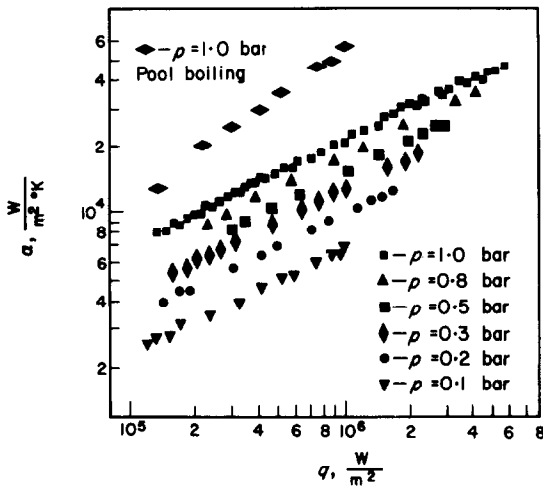 –p=1·0 bar
Pool boiling
6
4
2
10⁴
8
6
4
2
α, W/m² °K
–p=1·0 bar
–p=0·8 bar
–p=0·5 bar
–p=0·3 bar
–p=0·2 bar
–p=0·1 bar
10⁵ 2 4 6 8 10⁶ 2 4 6 8
q, W/m²